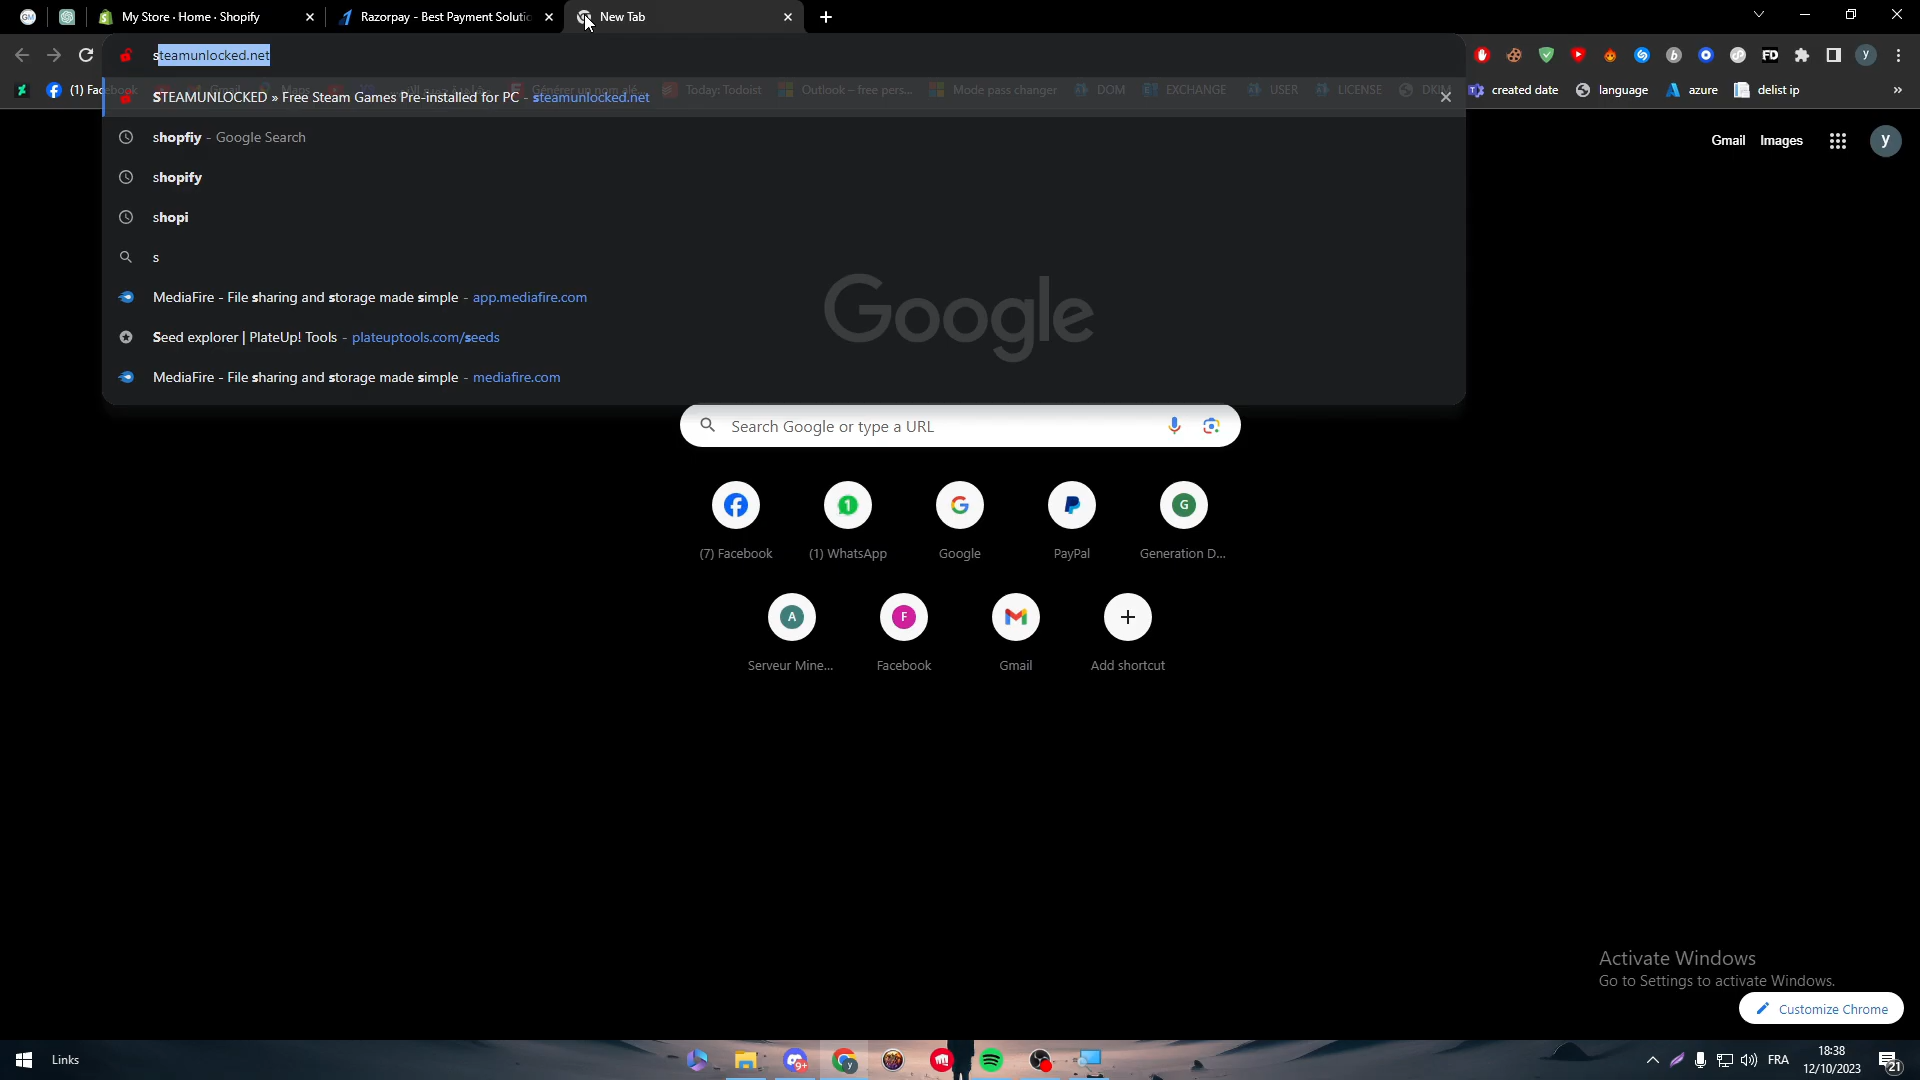 My Store · Home · Shopify
Razorpay - Best Payment Solutic
New Tab
steamunlocked.net
(1) Facebook
STEAMUNLOCKED » Free Steam Games Pre-installed for PC - steamunlocked.net
Today: Todoist
Outlook – free pers...
Mode pass changer
DOM
EXCHANGE
USER
LICENSE
DKIM
created date
language
azure
delist ip
shopfiy - Google Search
shopify
shopi
s
MediaFire - File sharing and storage made simple - app.mediafire.com
Seed explorer | PlateUp! Tools - plateuptools.com/seeds
MediaFire - File sharing and storage made simple - mediafire.com
Gmail
Images
y
Google
Search Google or type a URL
(7) Facebook
(1) WhatsApp
Google
PayPal
Generation D...
Serveur Mine...
Facebook
Gmail
Add shortcut
Activate Windows
Go to Settings to activate Windows.
Customize Chrome
Links
FRA
18:38
12/10/2023
21